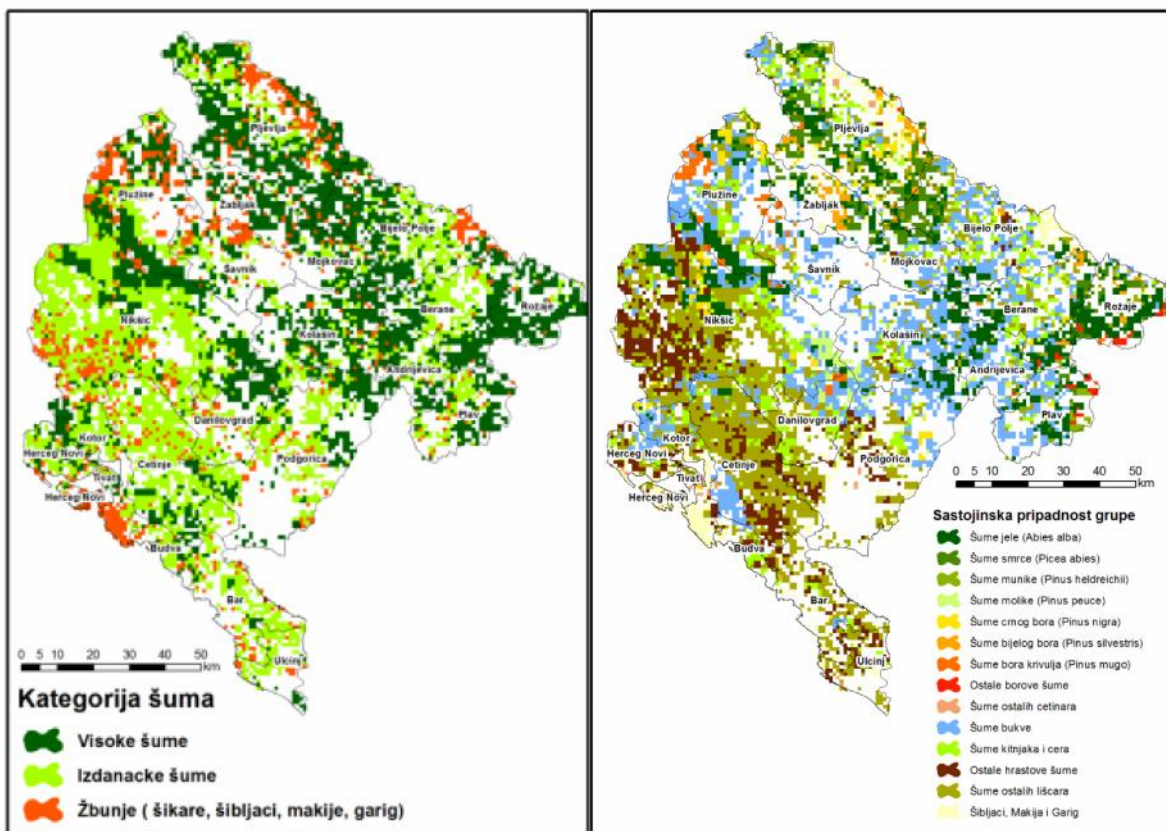 Pljevlja
Plužine
Žabljak
Bijelo Polje
Šavnik
Mojkovac
Rožaje
Nikšic
Berane
Kolašin
Andrijevica
Plav
Danilovgrad
Kotor
Herceg Novi
Cetinje
Podgorica
Tivat
Herceg Novi
Budva
Bar
Ulcinj
0 5 10 20 30 40 50
km
Kategorija šuma
Visoke šume
Izdanacke šume
Žbunje ( šikare, šibljaci, makije, garig)
Pljevlja
Plužine
Žabljak
Bijelo Polje
Šavnik
Mojkovac
Rožaje
Nikšic
Berane
Kolašin
Andrijevica
Plav
Danilovgrad
Kotor
Herceg Novi
Cetinje
Podgorica
Tivat
Herceg Novi
Budva
Bar
Ulcinj
0 5 10 20 30 40 50
km
Sastojinska pripadnost grupe
Šume jele (Abies alba)
Šume smrce (Picea abies)
Šume munike (Pinus heldreichii)
Šume molike (Pinus peuce)
Šume crnog bora (Pinus nigra)
Šume bijelog bora (Pinus silvestris)
Šume bora krivulja (Pinus mugo)
Ostale borove šume
Šume ostalih cetinara
Šume bukve
Šume kitnjaka i cera
Ostale hrastove šume
Šume ostalih lišcara
Šibljaci, Makija i Garig